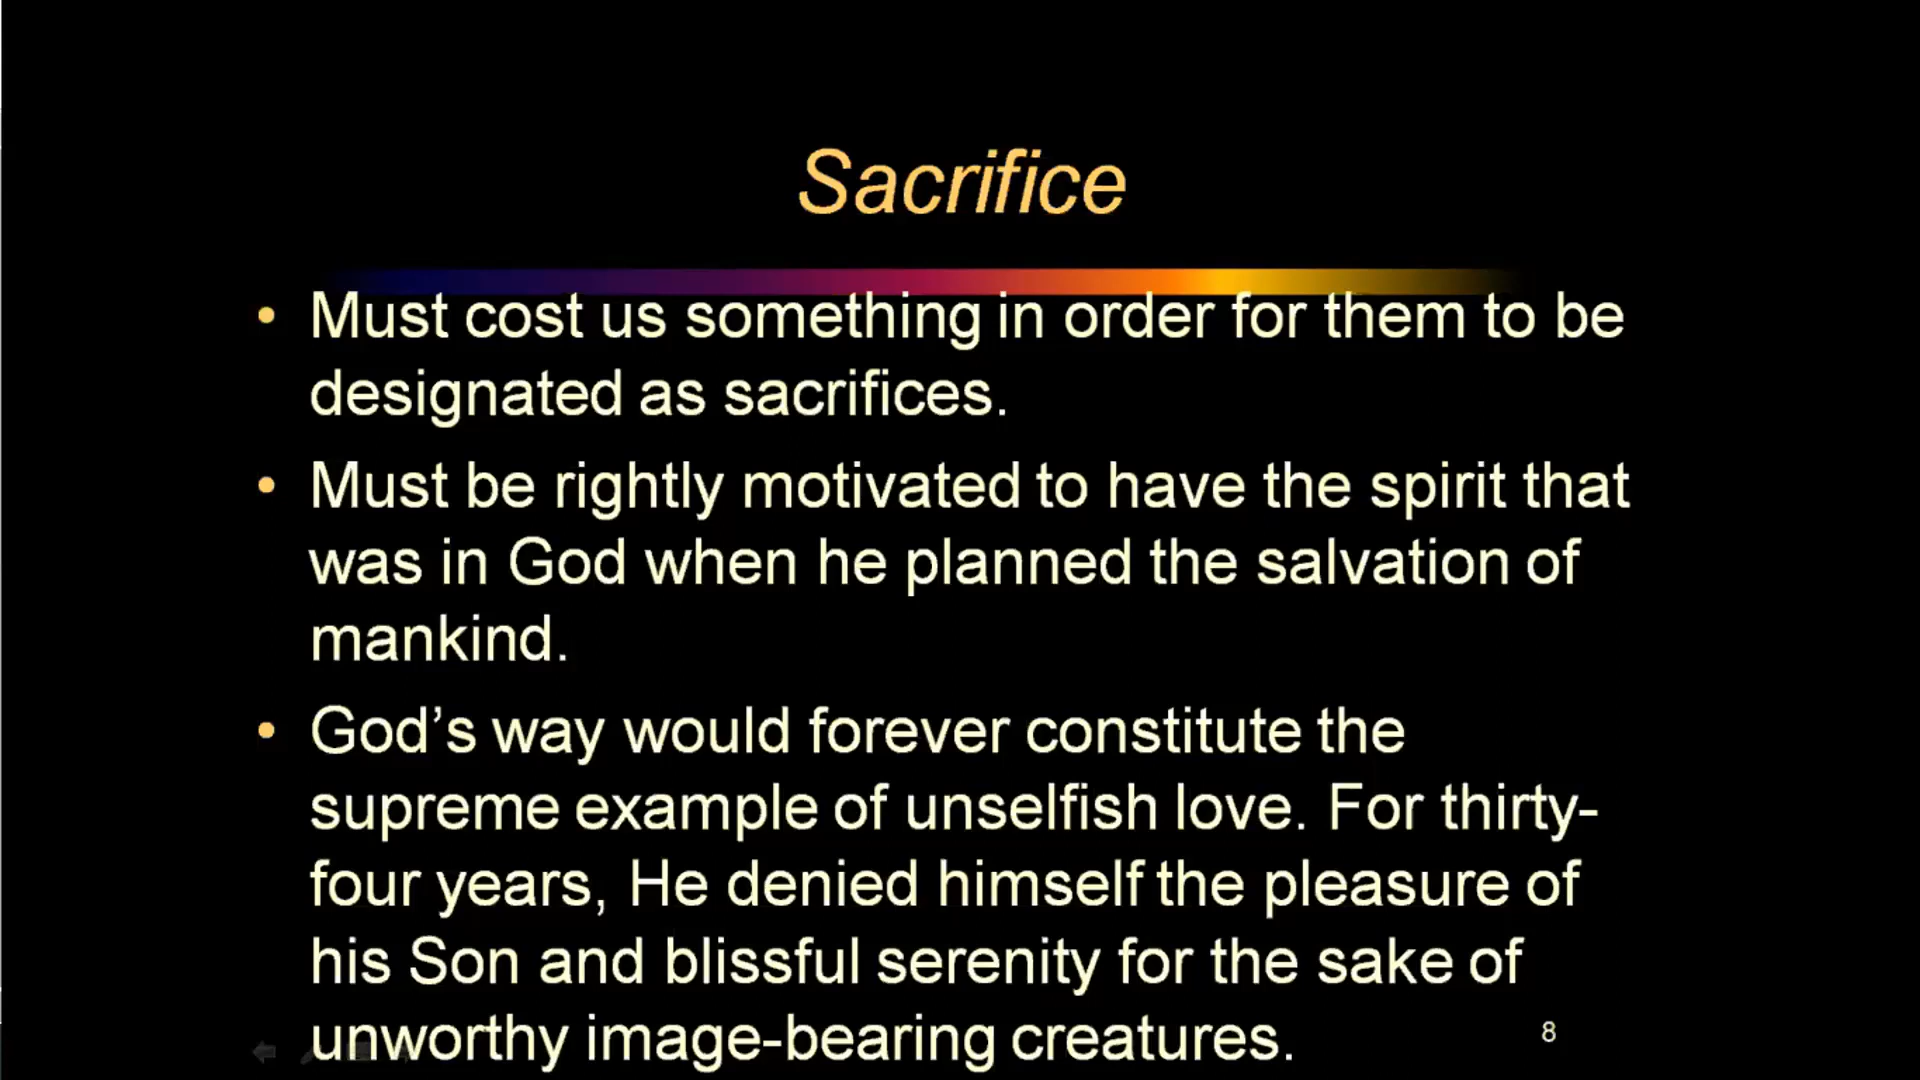 Sacrifice
• Must cost us something in order for them to be
designated as sacrifices.
• Must be rightly motivated to have the spirit that
was in God when he planned the salvation of
mankind.
• God’s way would forever constitute the
supreme example of unselfish love. For thirty-
four years, He denied himself the pleasure of
his Son and blissful serenity for the sake of
unworthy image-bearing creatures.
8